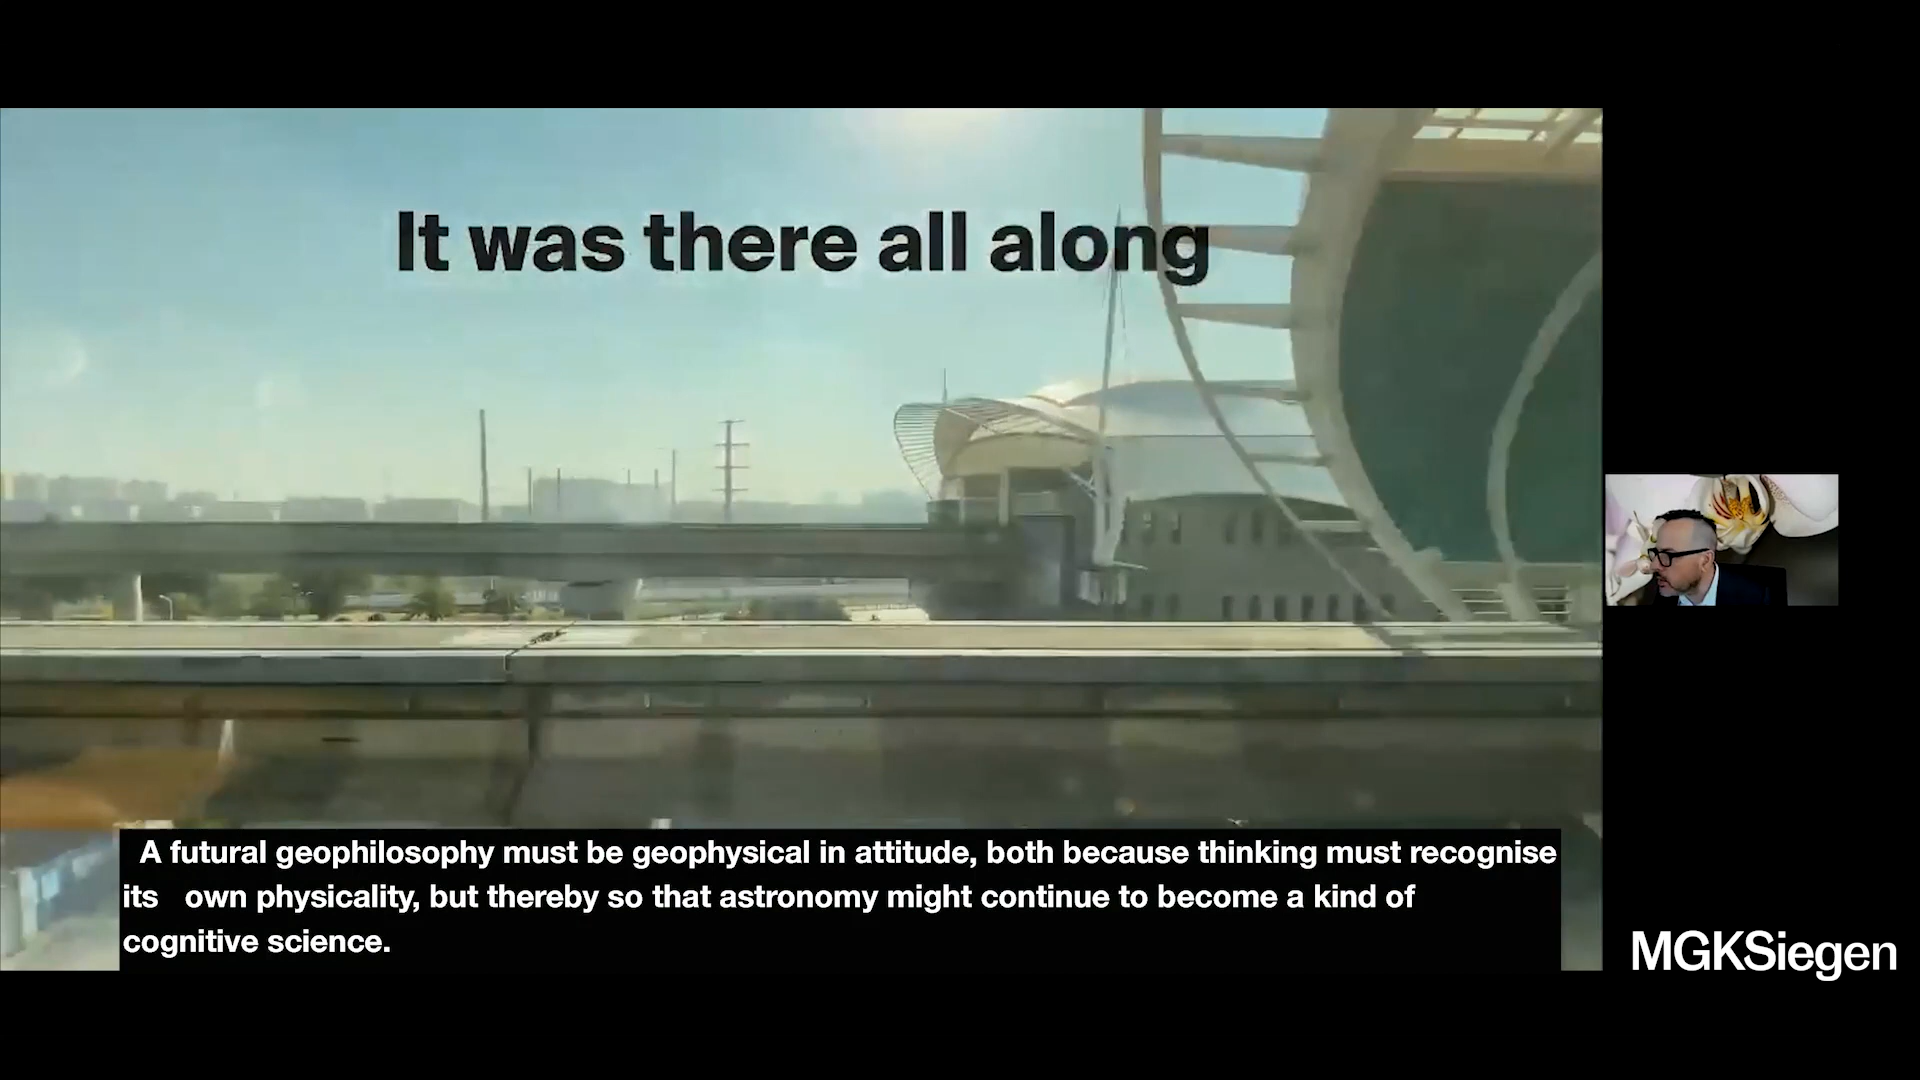 It was there all along
A futural geophilosophy must be geophysical in attitude, both because thinking must recognise
its own physicality, but thereby so that astronomy might continue to become a kind of
cognitive science.
MGKSiegen